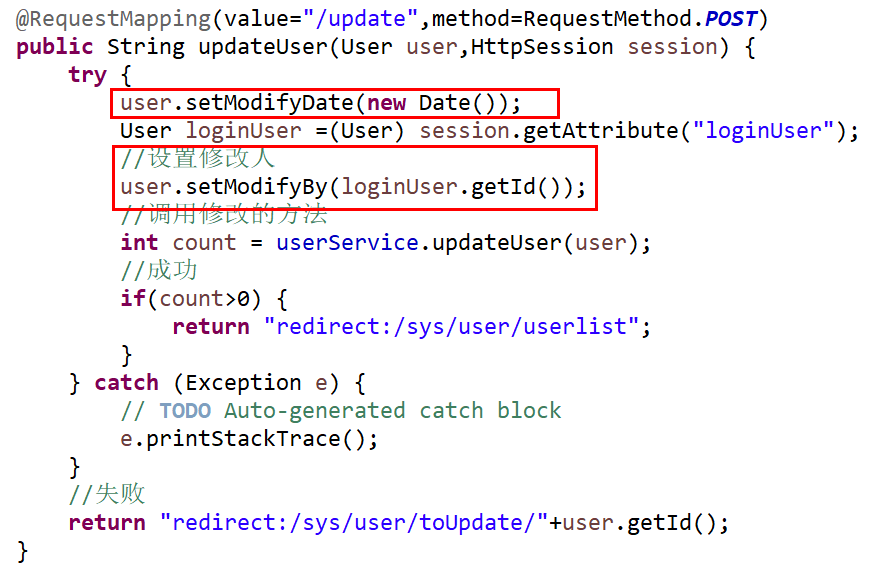 @RequestMapping(value="/update",method=RequestMethod.POST)
public String updateUser(User user,HttpSession session) {
    try {
        user.setModifyDate(new Date());
        User loginUser =(User) session.getAttribute("loginUser");
        //设置修改人
        user.setModifyBy(loginUser.getId());
        //调用修改的方法
        int count = userService.updateUser(user);
        //成功
        if(count>0) {
            return "redirect:/sys/user/userlist";
        }
    } catch (Exception e) {
        // TODO Auto-generated catch block
        e.printStackTrace();
    }
    //失败
    return "redirect:/sys/user/toUpdate/"+user.getId();
}